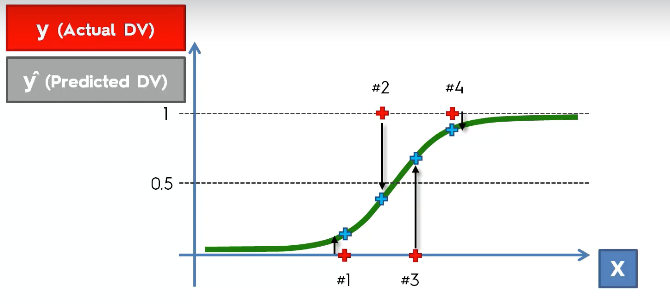 y (Actual DV)
y^ (Predicted DV)
#2
#4
1
0.5
X
#1
#3